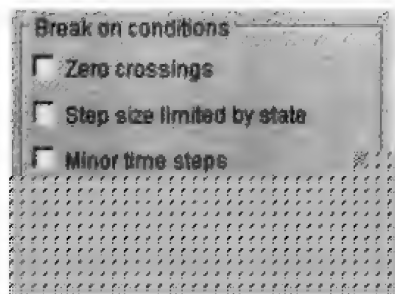 Break on conditions
Zero crossings
Step size limited by state
Minor time steps